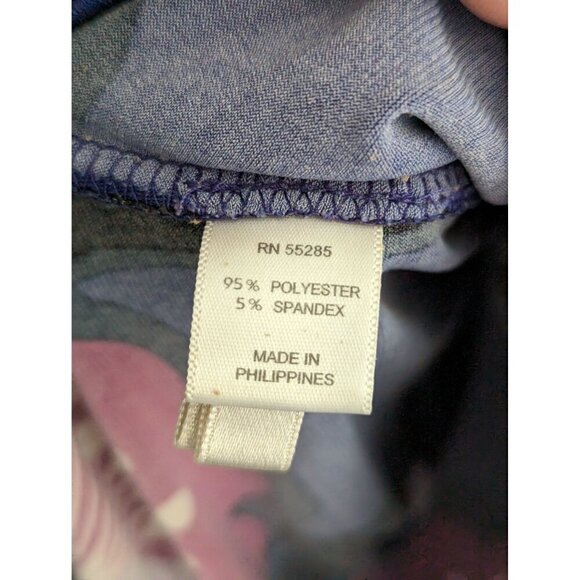 RN 55285
95% POLYESTER
5% SPANDEX
MADE IN
PHILIPPINES